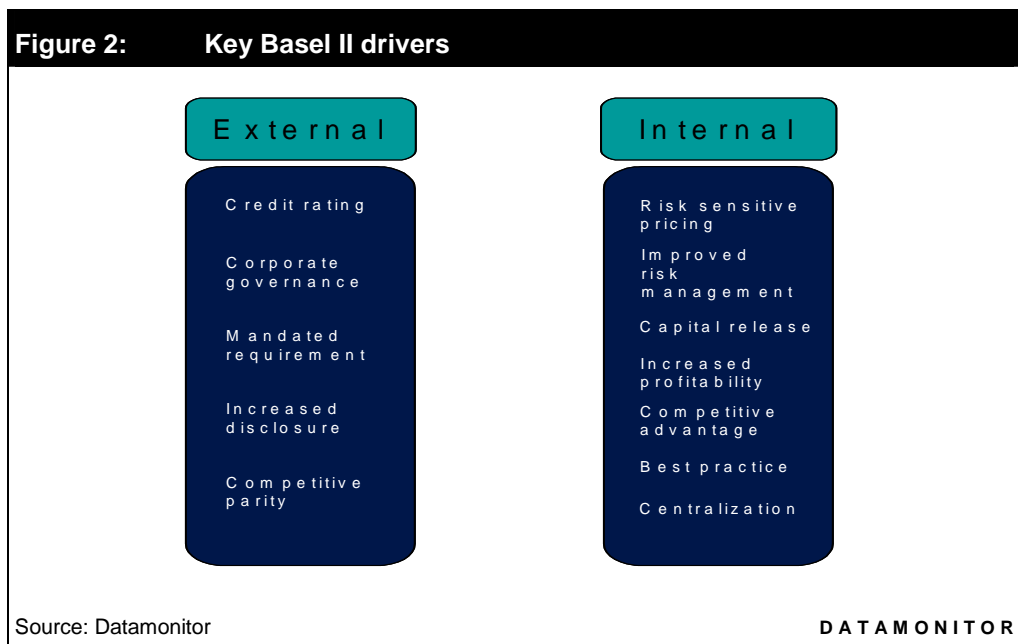 Figure 2: Key Basel II drivers
External
Credit rating
Corporate
governance
Mandated
requirement
Increased
disclosure
Competitive
parity
Internal
Risk sensitive
pricing
Improved
risk
management
Capital release
Increased
profitability
Competitive
advantage
Best practice
Centralization
Source: Datamonitor
DATAMONITOR